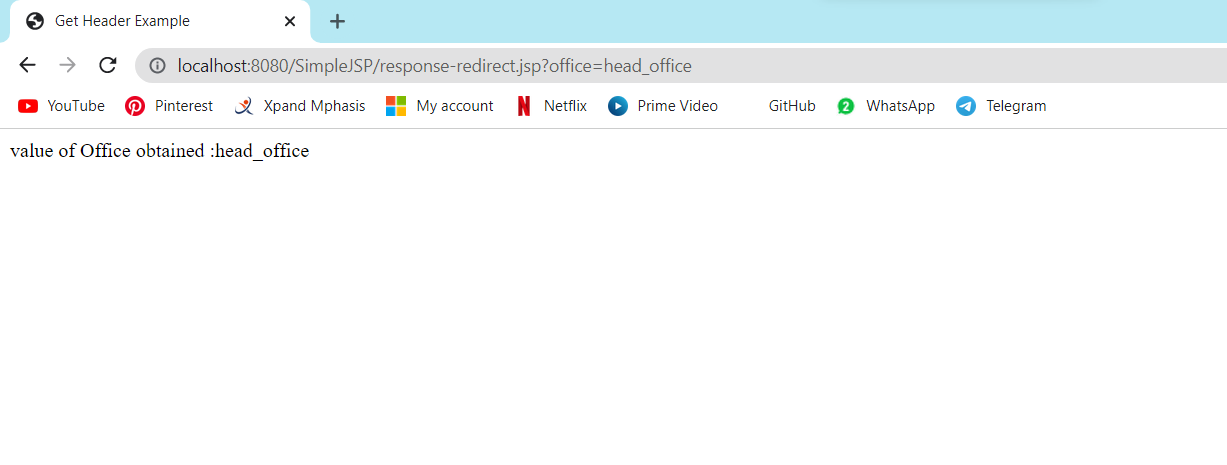 Get Header Example
localhost:8080/SimpleJSP/response-redirect.jsp?office=head_office
YouTube Pinterest Xpand Mphasis My account N Netflix Prime Video GitHub 2 WhatsApp Telegram
value of Office obtained :head_office